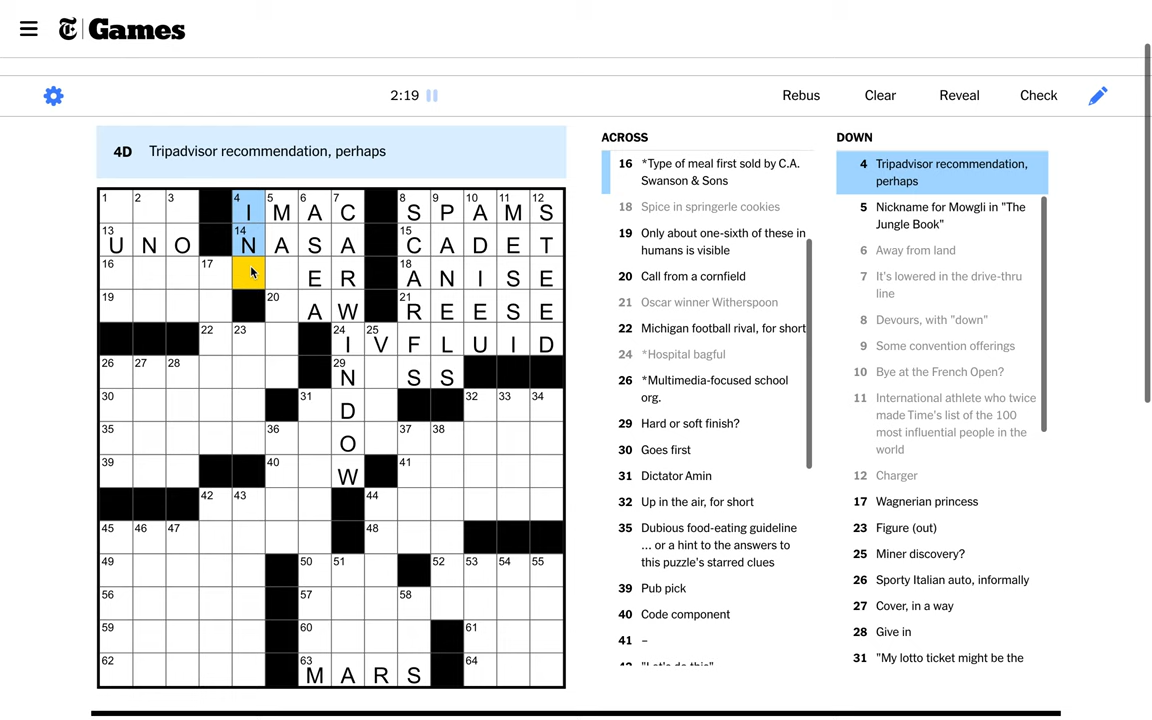 Games
2:19
Rebus
Clear
Reveal
Check
4D Tripadvisor recommendation, perhaps
1 2 3 4 5 6 7 8 9 10 11 12
I M A C S P A M S
13 14 15
U N O N A S A C A D E T
16 17 18
E R A N I S E
19 20 21
A W R E E S E
22 23 24 25
I V F L U I D
26 27 28 29
N S S
30 31 32 33 34
D
35 36 37 38
O
39 40 41
W
42 43 44
45 46 47 48
49 50 51 52 53 54 55
56 57 58
59 60 61
62 63 64
M A R S
ACROSS
16 *Type of meal first sold by C.A.
Swanson & Sons
18 Spice in springerle cookies
19 Only about one-sixth of these in
humans is visible
20 Call from a cornfield
21 Oscar winner Witherspoon
22 Michigan football rival, for short
24 *Hospital bagful
26 *Multimedia-focused school
org.
29 Hard or soft finish?
30 Goes first
31 Dictator Amin
32 Up in the air, for short
35 Dubious food-eating guideline
... or a hint to the answers to
this puzzle's starred clues
39 Pub pick
40 Code component
41 –
42 "Let's do this"
DOWN
4 Tripadvisor recommendation,
perhaps
5 Nickname for Mowgli in "The
Jungle Book"
6 Away from land
7 It's lowered in the drive-thru
line
8 Devours, with "down"
9 Some convention offerings
10 Bye at the French Open?
11 International athlete who twice
made Time's list of the 100
most influential people in the
world
12 Charger
17 Wagnerian princess
23 Figure (out)
25 Miner discovery?
26 Sporty Italian auto, informally
27 Cover, in a way
28 Give in
31 "My lotto ticket might be the